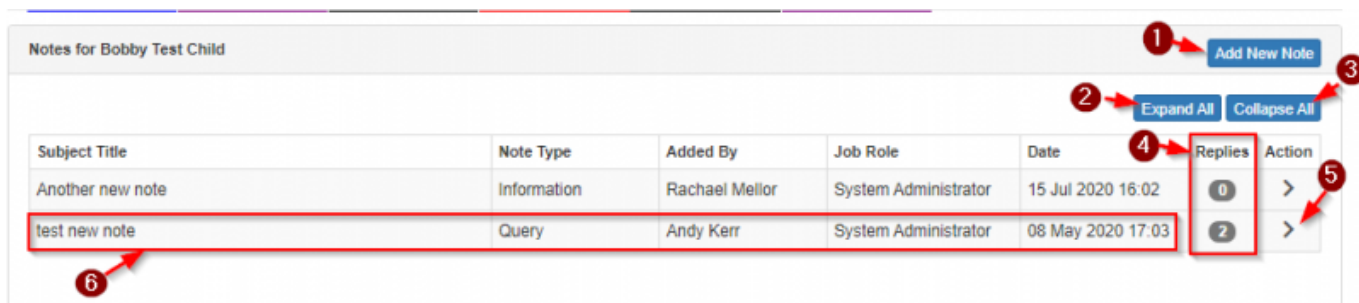 Notes for Bobby Test Child
1
Add New Note
3
2
Expand All Collapse All
4
Subject Title Note Type Added By Job Role Date Replies Action
5
Another new note Information Rachael Mellor System Administrator 15 Jul 2020 16:02 0 >
test new note Query Andy Kerr System Administrator 08 May 2020 17:03 2 >
6